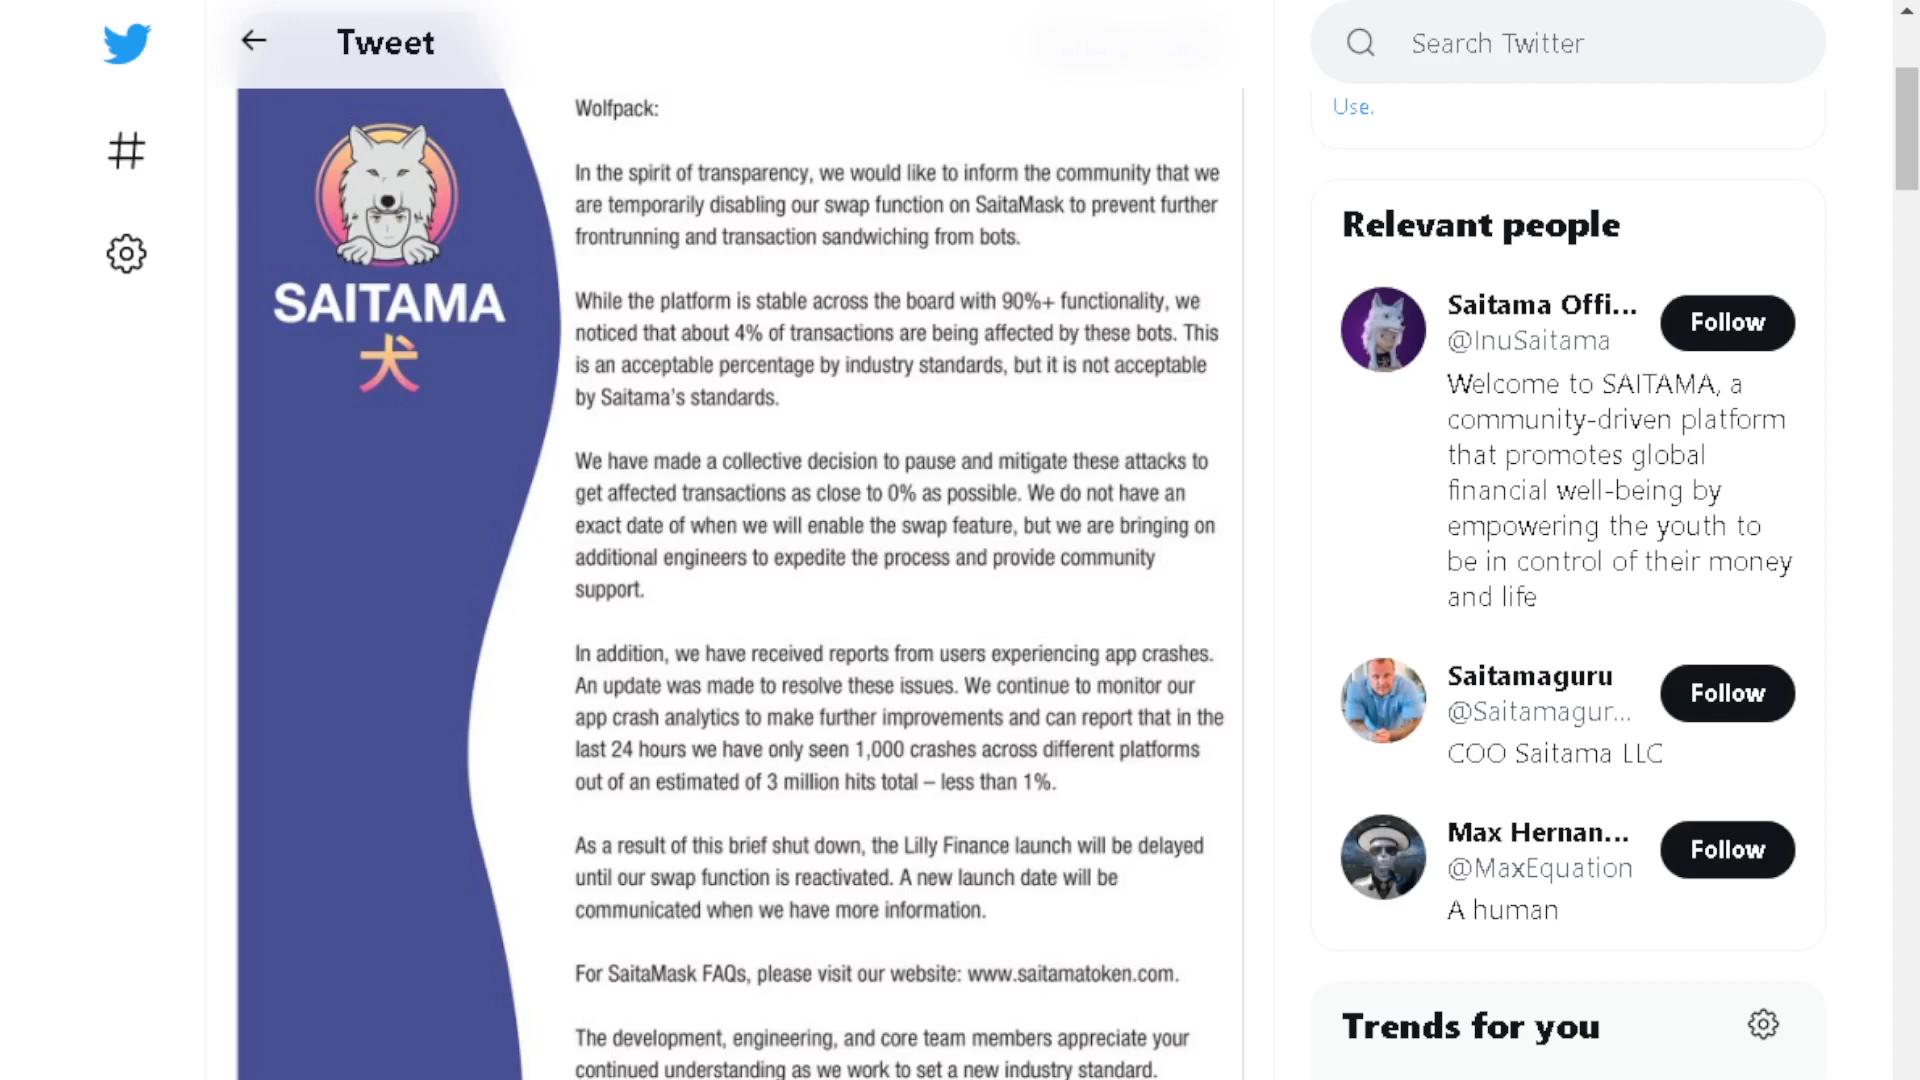 Tweet
Wolfpack:
In the spirit of transparency, we would like to inform the community that we
are temporarily disabling our swap function on SaitaMask to prevent further
frontrunning and transaction sandwiching from bots.
While the platform is stable across the board with 90%+ functionality, we
noticed that about 4% of transactions are being affected by these bots. This
is an acceptable percentage by industry standards, but it is not acceptable
by Saitama's standards.
We have made a collective decision to pause and mitigate these attacks to
get affected transactions as close to 0% as possible. We do not have an
exact date of when we will enable the swap feature, but we are bringing on
additional engineers to expedite the process and provide community
support.
In addition, we have received reports from users experiencing app crashes.
An update was made to resolve these issues. We continue to monitor our
app crash analytics to make further improvements and can report that in the
last 24 hours we have only seen 1,000 crashes across different platforms
out of an estimated of 3 million hits total – less than 1%.
As a result of this brief shut down, the Lilly Finance launch will be delayed
until our swap function is reactivated. A new launch date will be
communicated when we have more information.
For SaitaMask FAQs, please visit our website: www.saitamatoken.com.
The development, engineering, and core team members appreciate your
continued understanding as we work to set a new industry standard.
SAITAMA
犬
Search Twitter
Use.
Relevant people
Saitama Offi...
@InuSaitama
Follow
Welcome to SAITAMA, a
community-driven platform
that promotes global
financial well-being by
empowering the youth to
be in control of their money
and life
Saitamaguru
@Saitamagur...
Follow
COO Saitama LLC
Max Hernan...
@MaxEquation
Follow
A human
Trends for you